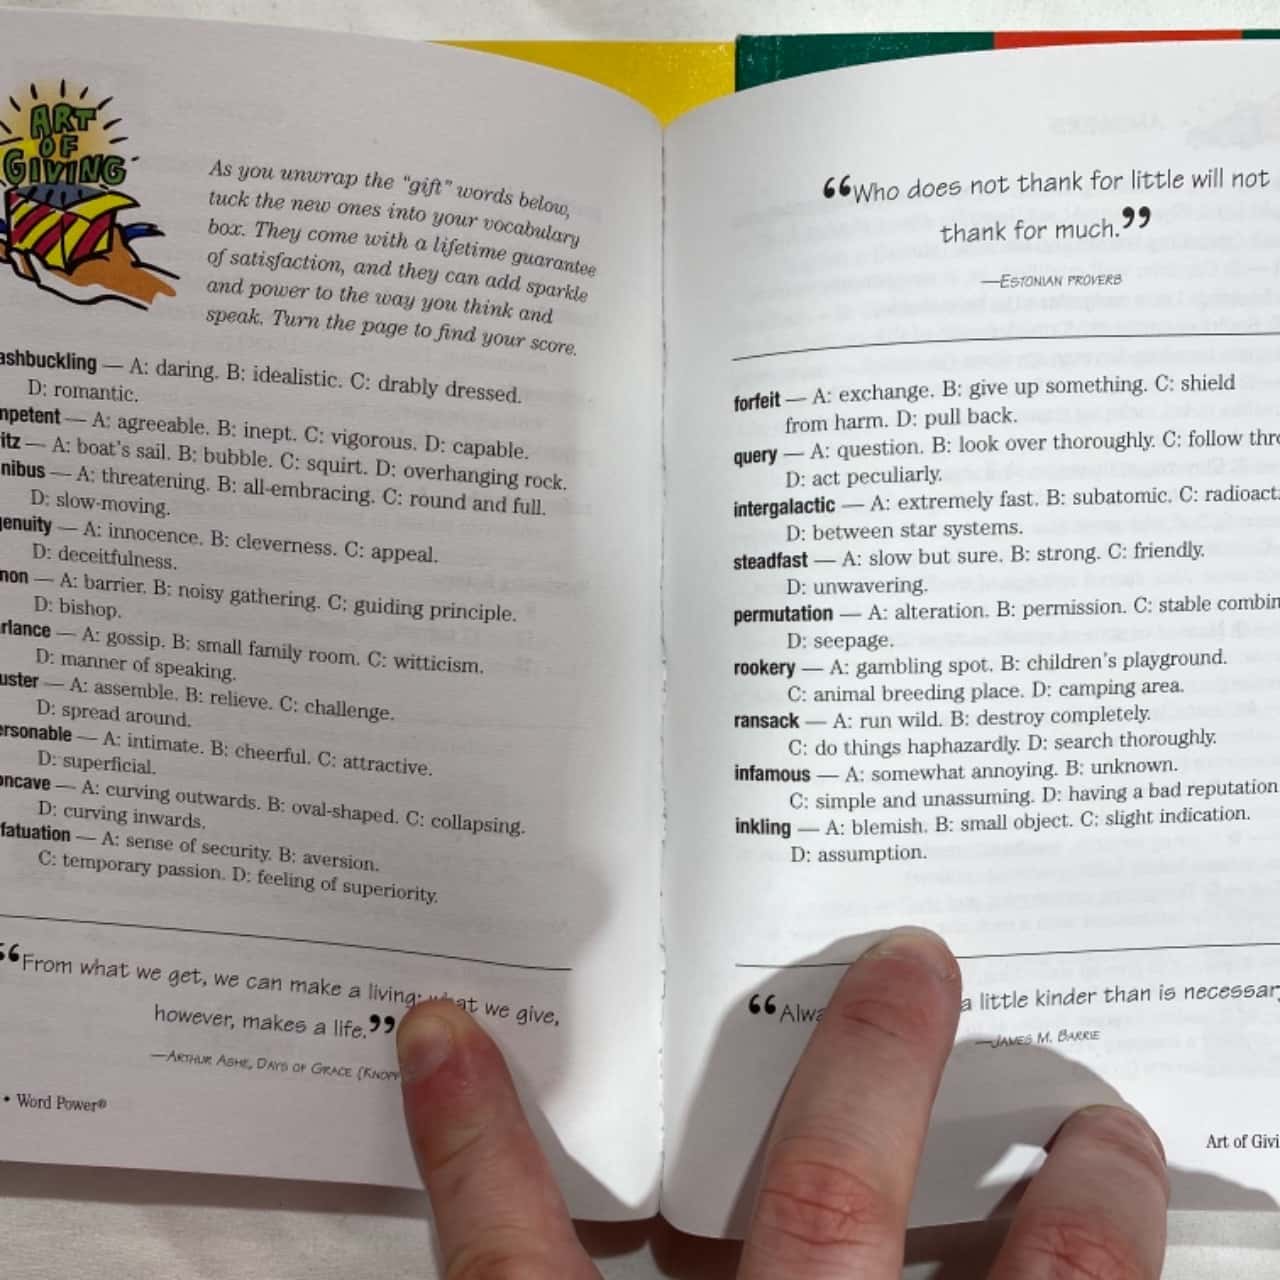 ART
OF
GIVING
As you unwrap the "gift" words below,
tuck the new ones into your vocabulary
box. They come with a lifetime guarantee
of satisfaction, and they can add sparkle
and power to the way you think and
speak. Turn the page to find your score.
ashbuckling — A: daring. B: idealistic. C: drably dressed.
D: romantic.
mpetent — A: agreeable. B: inept. C: vigorous. D: capable.
itz — A: boat's sail. B: bubble. C: squirt. D: overhanging rock.
nibus — A: threatening. B: all-embracing. C: round and full.
D: slow-moving.
genuity — A: innocence. B: cleverness. C: appeal.
D: deceitfulness.
non — A: barrier. B: noisy gathering. C: guiding principle.
D: bishop.
rlance — A: gossip. B: small family room. C: witticism.
D: manner of speaking.
uster — A: assemble. B: relieve. C: challenge.
D: spread around.
ersonable — A: intimate. B: cheerful. C: attractive.
D: superficial.
oncave — A: curving outwards. B: oval-shaped. C: collapsing.
D: curving inwards.
fatuation — A: sense of security. B: aversion.
C: temporary passion. D: feeling of superiority.
“From what we get, we can make a living; what we give,
however, makes a life.”
—Arthur Ashe, Days of Grace (Knopf
• Word Power®
“Who does not thank for little will not
thank for much.”
—Estonian proverb
forfeit — A: exchange. B: give up something. C: shield
from harm. D: pull back.
query — A: question. B: look over thoroughly. C: follow thro
D: act peculiarly.
intergalactic — A: extremely fast. B: subatomic. C: radioact
D: between star systems.
steadfast — A: slow but sure. B: strong. C: friendly.
D: unwavering.
permutation — A: alteration. B: permission. C: stable combin
D: seepage.
rookery — A: gambling spot. B: children's playground.
C: animal breeding place. D: camping area.
ransack — A: run wild. B: destroy completely.
C: do things haphazardly. D: search thoroughly.
infamous — A: somewhat annoying. B: unknown.
C: simple and unassuming. D: having a bad reputation
inkling — A: blemish. B: small object. C: slight indication.
D: assumption.
“Alwa a little kinder than is necessary
—James M. Barrie
Art of Givi